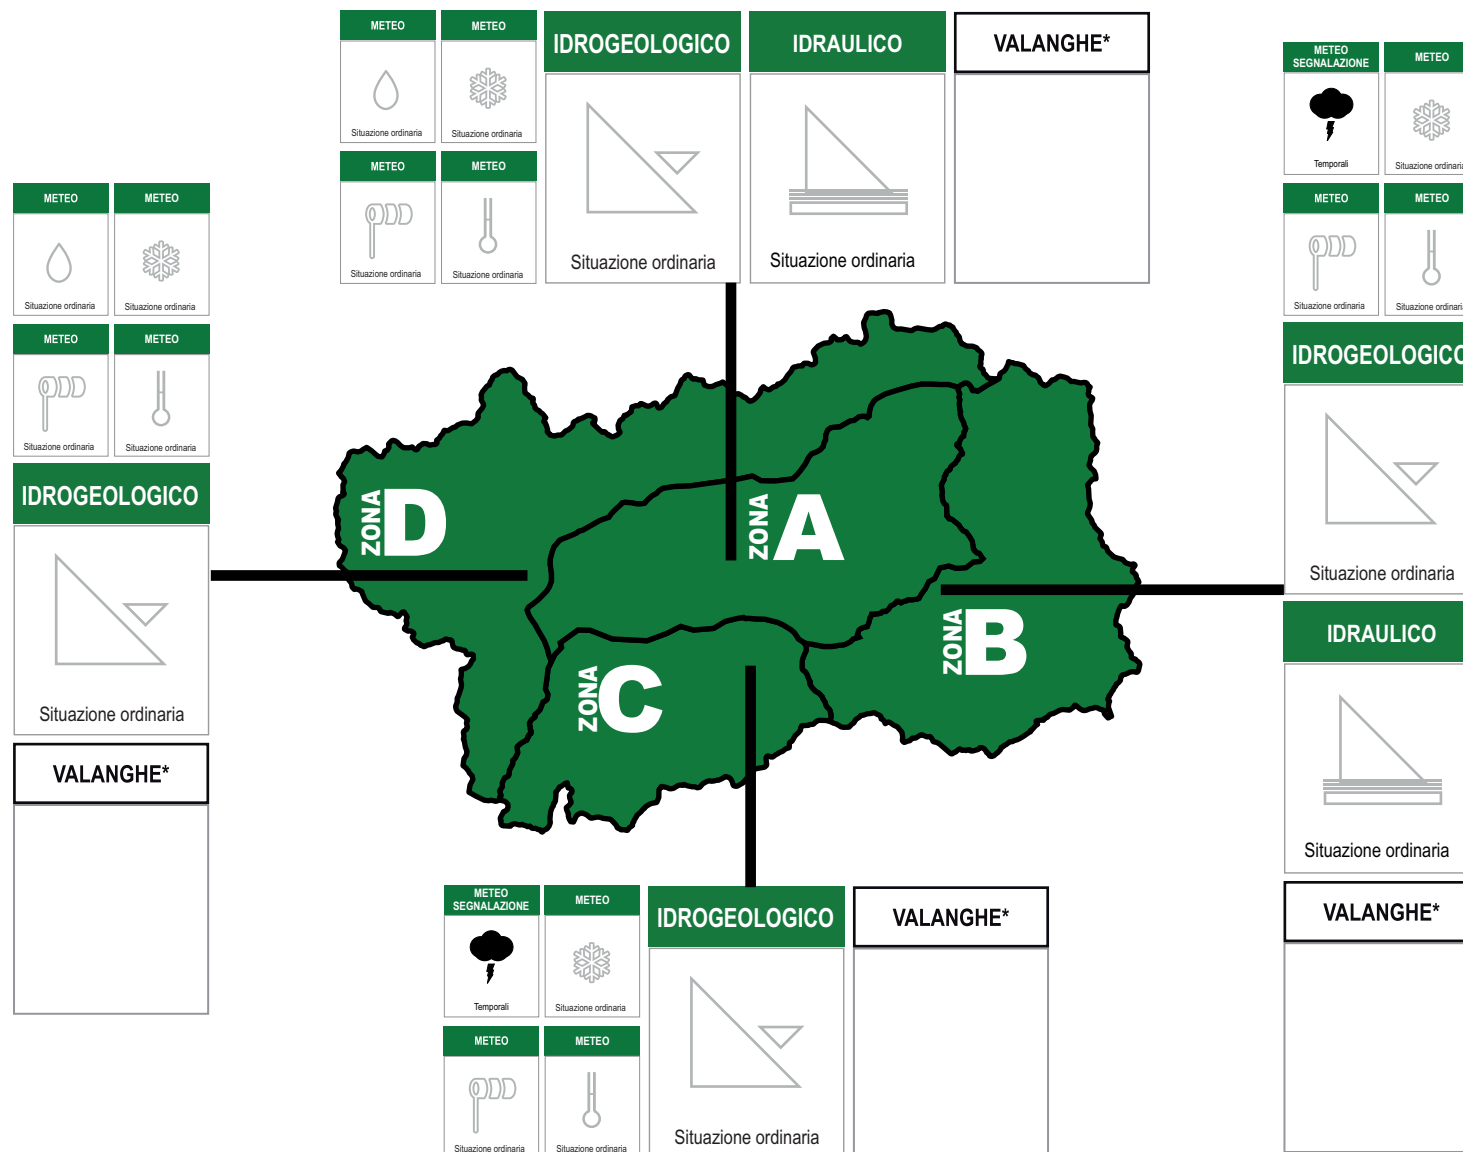 METEO
METEO
Situazione ordinaria
Situazione ordinaria
METEO
METEO
Situazione ordinaria
Situazione ordinaria
IDROGEOLOGICO
Situazione ordinaria
IDRAULICO
Situazione ordinaria
VALANGHE*
METEO
SEGNALAZIONE
METEO
Temporali
Situazione ordinaria
METEO
METEO
Situazione ordinaria
Situazione ordinaria
IDROGEOLOGICO
Situazione ordinaria
IDRAULICO
Situazione ordinaria
VALANGHE*
METEO
METEO
Situazione ordinaria
Situazione ordinaria
METEO
METEO
Situazione ordinaria
Situazione ordinaria
IDROGEOLOGICO
Situazione ordinaria
VALANGHE*
ZONA D
ZONA A
ZONA B
ZONA C
METEO
SEGNALAZIONE
METEO
Temporali
Situazione ordinaria
METEO
METEO
Situazione ordinaria
Situazione ordinaria
IDROGEOLOGICO
Situazione ordinaria
VALANGHE*